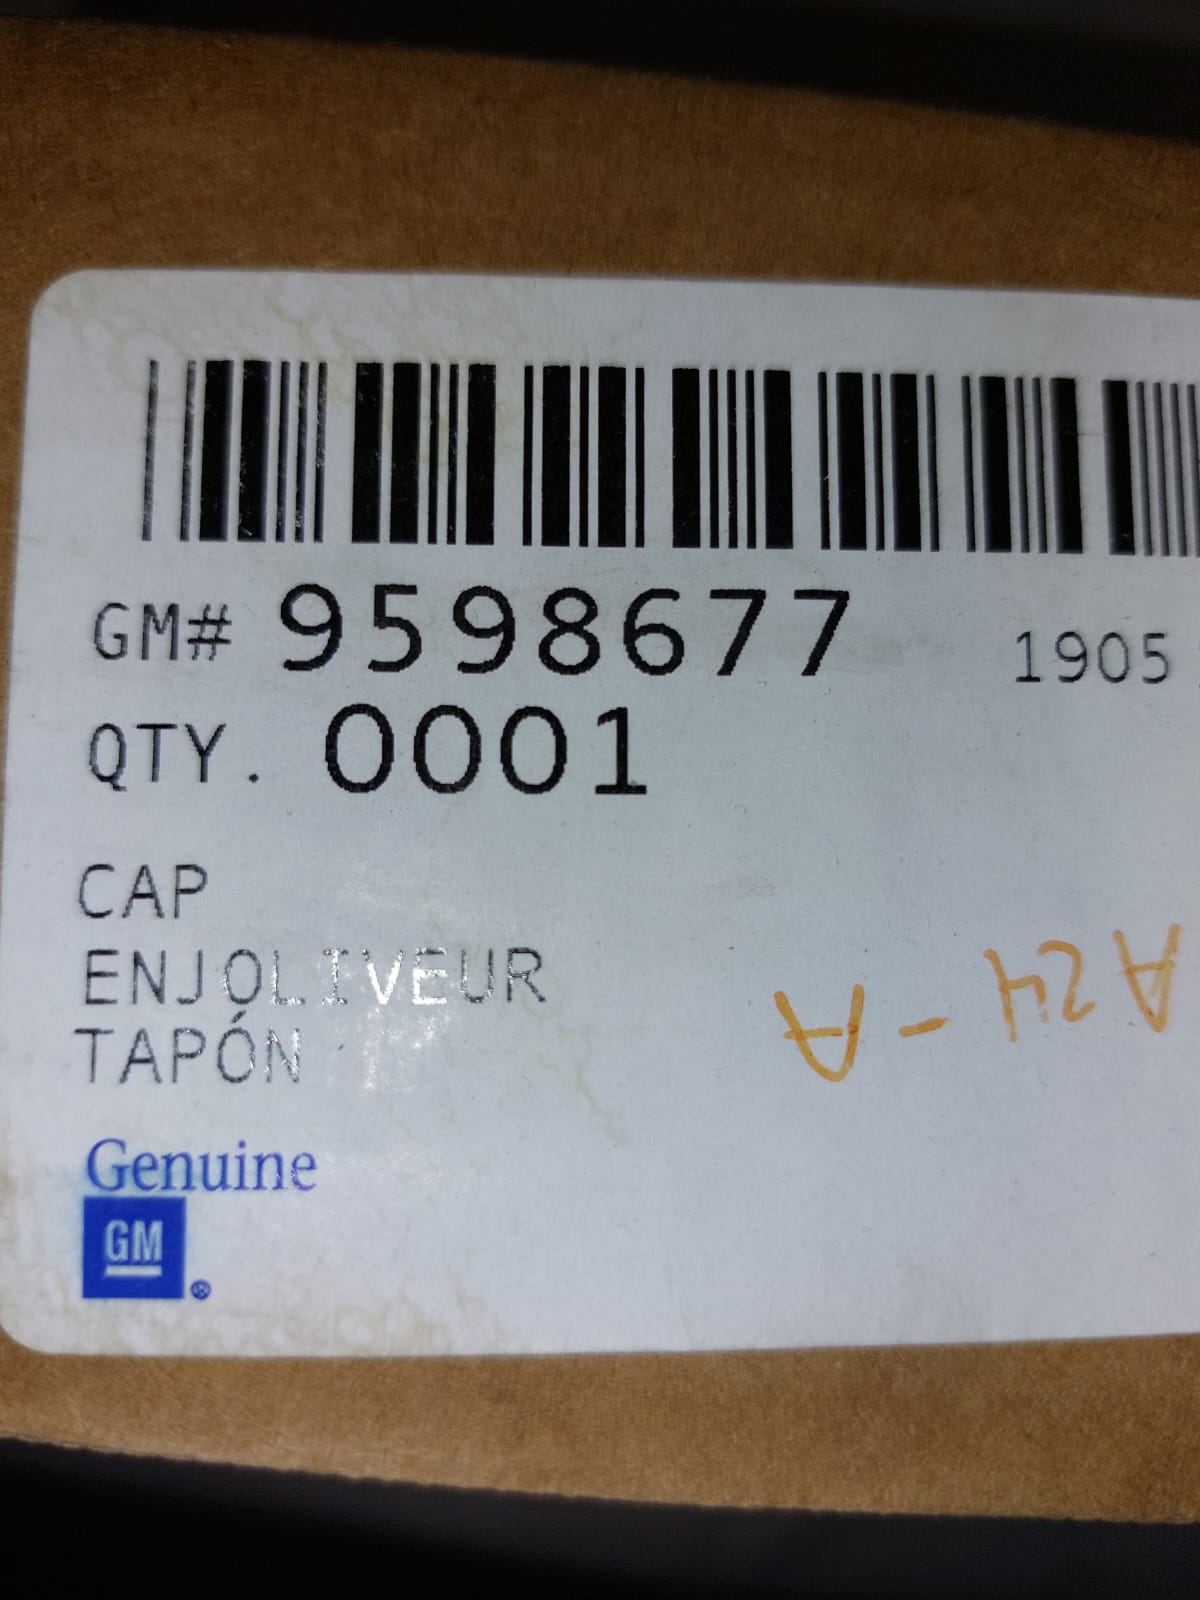 GM# 9598677 1905
QTY. 0001
CAP
ENJOLIVEUR
TAPÓN
A24 - A
Genuine
GM
®